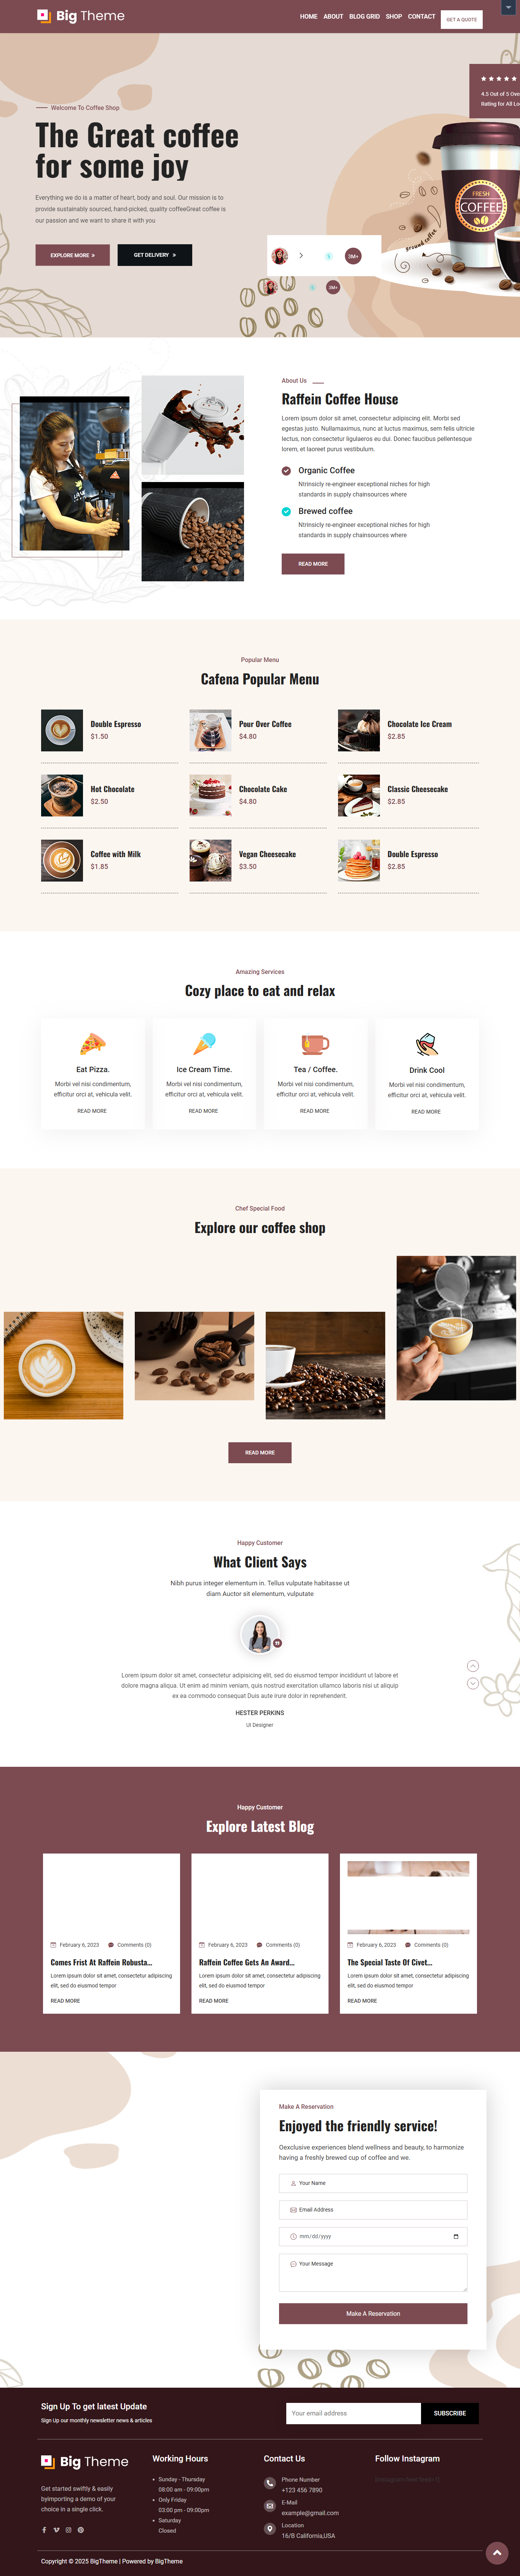 Big Theme
HOME ABOUT BLOG GRID SHOP CONTACT GET A QUOTE
4.5 Out of 5 Ove
Rating for All Lo
Welcome To Coffee Shop
The Great coffee
for some joy
Everything we do is a matter of heart, body and soul. Our mission is to
provide sustainably sourced, hand-picked, quality coffeeGreat coffee is
our passion and we want to share it with you
EXPLORE MORE »
GET DELIVERY »
FRESH
COFFEE
Ground coffee
3M+
3M+
About Us
Raffein Coffee House
Lorem ipsum dolor sit amet, consectetur adipiscing elit. Morbi sed
egestas justo. Nullamaximus, nunc at luctus maximus, sem felis ultricie
lectus, non consectetur ligulaeros eu dui. Donec faucibus pellentesque
lorem, et laoreet purus vestibulum.
Organic Coffee
Ntrinsicly re-engineer exceptional niches for high
standards in supply chainsources where
Brewed coffee
Ntrinsicly re-engineer exceptional niches for high
standards in supply chainsources where
READ MORE
Popular Menu
Cafena Popular Menu
Double Espresso
$1.50
Pour Over Coffee
$4.80
Chocolate Ice Cream
$2.85
Hot Chocolate
$2.50
Chocolate Cake
$4.80
Classic Cheesecake
$2.85
Coffee with Milk
$1.85
Vegan Cheesecake
$3.50
Double Espresso
$2.85
Amazing Services
Cozy place to eat and relax
Eat Pizza.
Morbi vel nisi condimentum,
efficitur orci at, vehicula velit.
READ MORE
Ice Cream Time.
Morbi vel nisi condimentum,
efficitur orci at, vehicula velit.
READ MORE
Tea / Coffee.
Morbi vel nisi condimentum,
efficitur orci at, vehicula velit.
READ MORE
Drink Cool
Morbi vel nisi condimentum,
efficitur orci at, vehicula velit.
READ MORE
Chef Special Food
Explore our coffee shop
READ MORE
Happy Customer
What Client Says
Nibh purus integer elementum in. Tellus vulputate habitasse ut
diam Auctor sit elementum, vulputate
Lorem ipsum dolor sit amet, consectetur adipisicing elit, sed do eiusmod tempor incididunt ut labore et
dolore magna aliqua. Ut enim ad minim veniam, quis nostrud exercitation ullamco laboris nisi ut aliquip
ex ea commodo consequat Duis aute irure dolor in reprehenderit.
HESTER PERKINS
UI Designer
Happy Customer
Explore Latest Blog
February 6, 2023 Comments (0)
Comes Frist At Raffein Robusta...
Lorem ipsum dolor sit amet, consectetur adipiscing
elit, sed do eiusmod tempor
READ MORE
February 6, 2023 Comments (0)
Raffein Coffee Gets An Award...
Lorem ipsum dolor sit amet, consectetur adipiscing
elit, sed do eiusmod tempor
READ MORE
February 6, 2023 Comments (0)
The Special Taste Of Civet...
Lorem ipsum dolor sit amet, consectetur adipiscing
elit, sed do eiusmod tempor
READ MORE
Make A Reservation
Enjoyed the friendly service!
Oexclusive experiences blend wellness and beauty, to harmonize
having a freshly brewed cup of coffee and we.
Your Name
Email Address
mm/dd/yyyy
Your Message
Make A Reservation
Sign Up To get latest Update
Sign Up our monthly newsletter news & articles
Your email address
SUBSCRIBE
Big Theme
Get started swiftly & easily
byimporting a demo of your
choice in a single click.
Working Hours
Sunday - Thursday
08:00 am - 09:00pm
Only Friday
03:00 pm - 09:00pm
Saturday
Closed
Contact Us
Phone Number
+123 456 7890
E-Mail
example@gmail.com
Location
16/B California,USA
Follow Instagram
Copyright © 2025 BigTheme | Powered by BigTheme